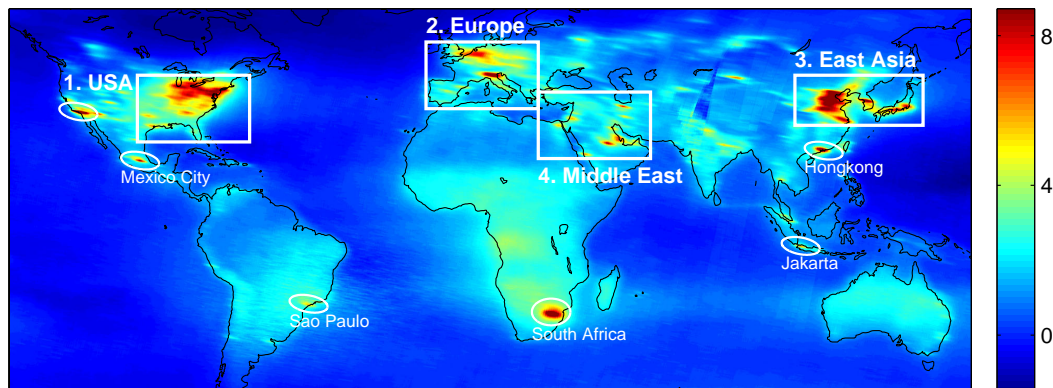 2. Europe
1. USA
3. East Asia
4. Middle East
Mexico City
Hongkong
Jakarta
Sao Paulo
South Africa
8
4
0